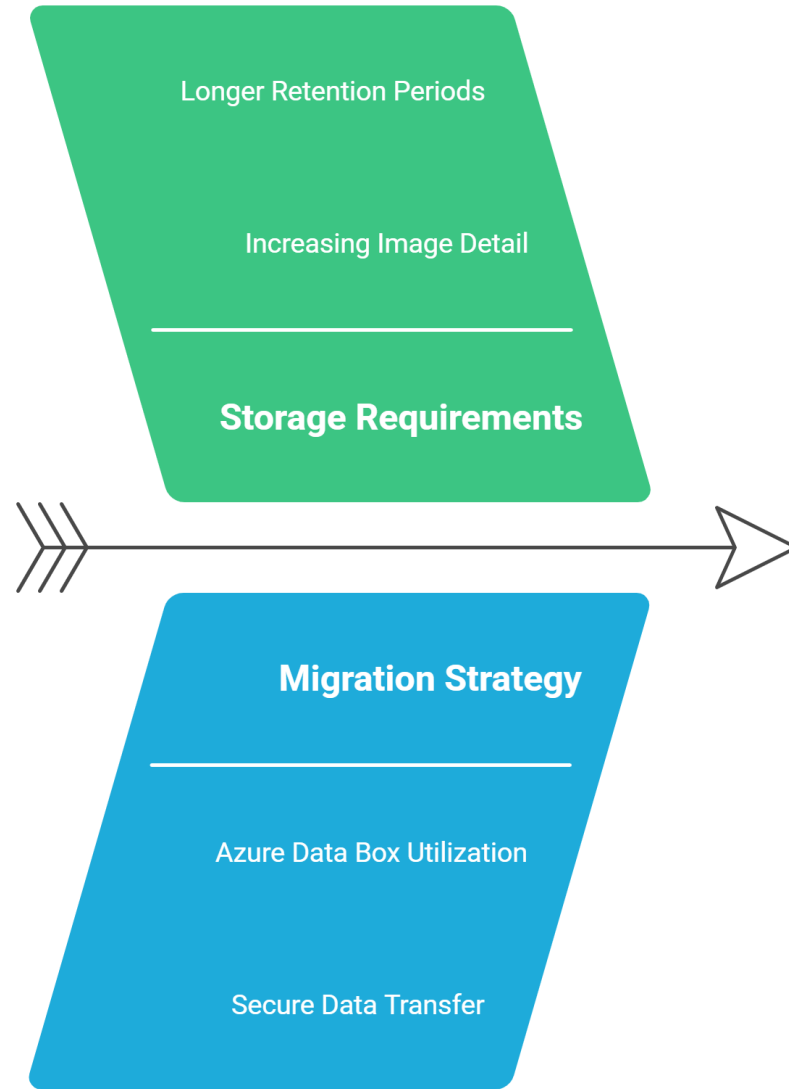 Longer Retention Periods
Increasing Image Detail
Storage Requirements
Migration Strategy
Azure Data Box Utilization
Secure Data Transfer